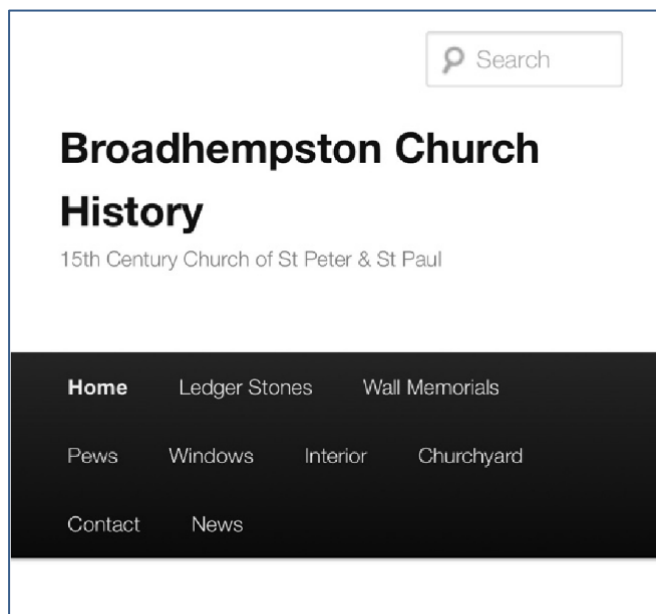 Search
Broadhempston Church
History
15th Century Church of St Peter & St Paul
Home Ledger Stones Wall Memorials
Pews Windows Interior Churchyard
Contact News